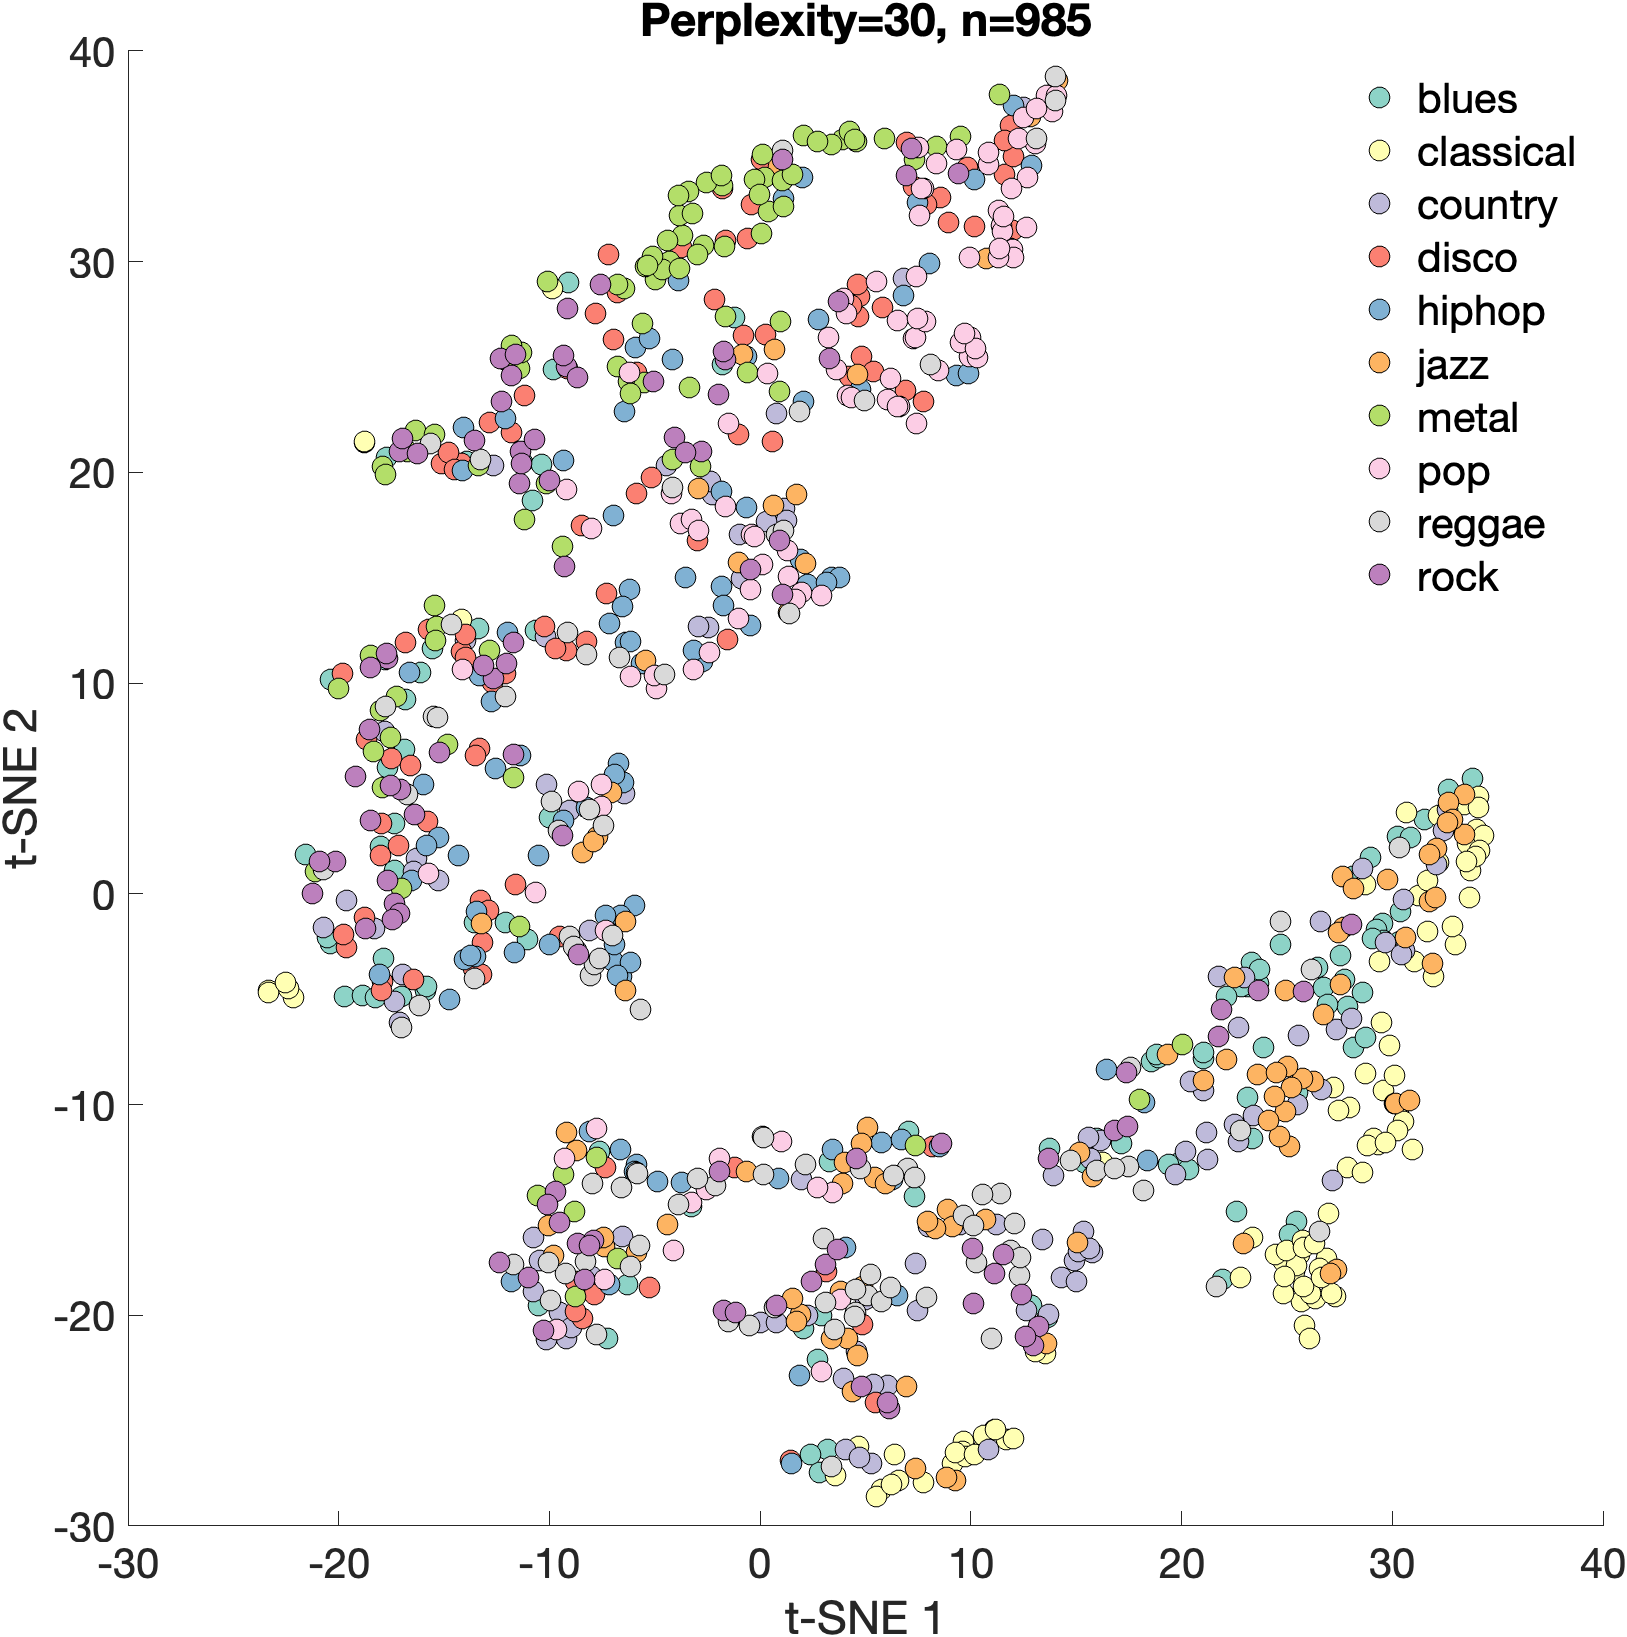 Perplexity=30, n=985
40
30
20
10
0
-10
-20
-30
t-SNE 2
-30
-20
-10
0
10
20
30
40
t-SNE 1
blues
classical
country
disco
hiphop
jazz
metal
pop
reggae
rock